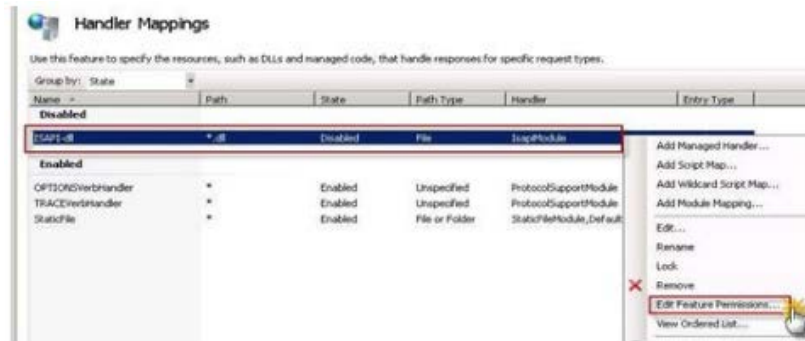 Handler Mappings
Use this feature to specify the resources, such as DLLs and managed code, that handle responses for specific request types.
Group by: State
Name Path State Path Type Handler Entry Type
Disabled
ISAPI-dll *.dll Disabled File IsapiModule
Enabled
OPTIONSVerbHandler * Enabled Unspecified ProtocolSupportModule
TRACEVerbHandler * Enabled Unspecified ProtocolSupportModule
StaticFile * Enabled File or Folder StaticFileModule,Default
Add Managed Handler...
Add Script Map...
Add Wildcard Script Map...
Add Module Mapping...
Edit...
Rename
Lock
Remove
Edit Feature Permissions...
View Ordered List...